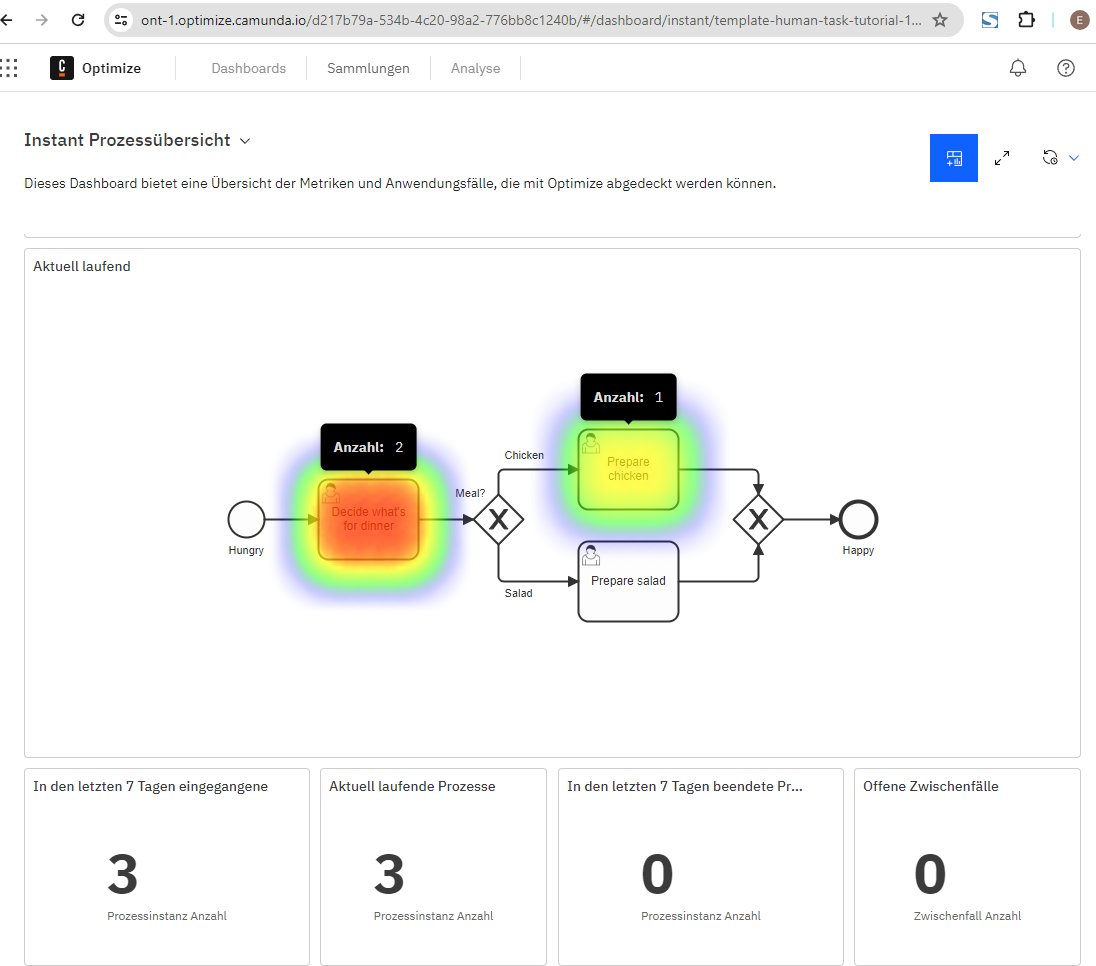 ont-1.optimize.camunda.io/d217b79a-534b-4c20-98a2-776bb8c1240b/#/dashboard/instant/template-human-task-tutorial-1...
E
C Optimize Dashboards Sammlungen Analyse
Instant Prozessübersicht
Dieses Dashboard bietet eine Übersicht der Metriken und Anwendungsfälle, die mit Optimize abgedeckt werden können.
Aktuell laufend
Anzahl: 1
Anzahl: 2
Chicken
Prepare
chicken
Meal?
Decide what's
for dinner
Hungry
Happy
Prepare salad
Salad
In den letzten 7 Tagen eingegangene
3
Prozessinstanz Anzahl
Aktuell laufende Prozesse
3
Prozessinstanz Anzahl
In den letzten 7 Tagen beendete Pr...
0
Prozessinstanz Anzahl
Offene Zwischenfälle
0
Zwischenfall Anzahl